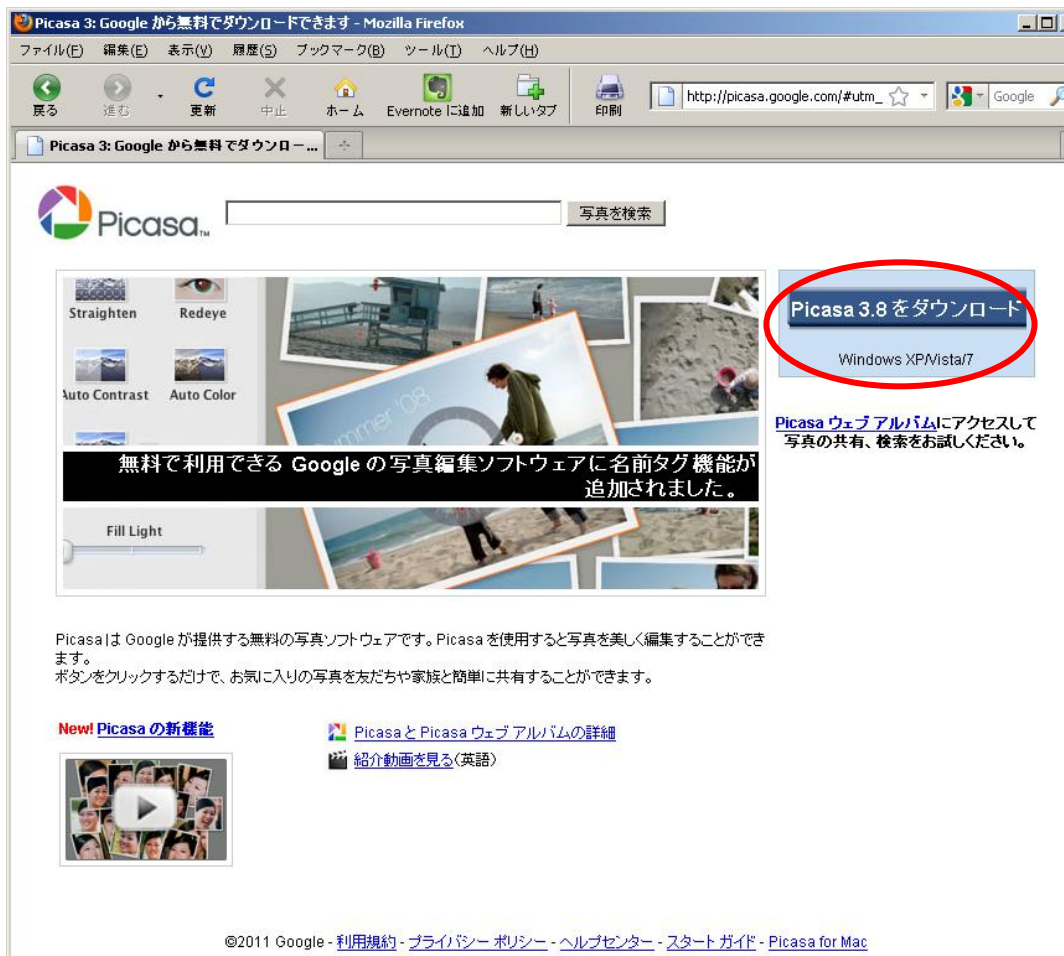 Picasa 3: Google から無料でダウンロードできます - Mozilla Firefox
ファイル(F) 編集(E) 表示(V) 履歴(S) ブックマーク(B) ツール(T) ヘルプ(H)
戻る 進む 更新 中止 ホーム Evernote に追加 新しいタブ 印刷 http://picasa.google.com/#utm_ Google
Picasa 3: Google から無料でダウンロー...
Picasa™ 写真を検索
Straighten Redeye
Auto Contrast Auto Color
summer '08
Picasa 3.8 をダウンロード
Windows XP/Vista/7
Picasa ウェブ アルバムにアクセスして
写真の共有、検索をお試しください。
無料で利用できる Google の写真編集ソフトウェアに名前タグ機能が
追加されました。
Fill Light
Picasa は Google が提供する無料の写真ソフトウェアです。Picasa を使用すると写真を美しく編集することができ
ます。
ボタンをクリックするだけで、お気に入りの写真を友だちや家族と簡単に共有することができます。
New! Picasa の新機能
Picasa と Picasa ウェブ アルバムの詳細
紹介動画を見る(英語)
©2011 Google - 利用規約 - プライバシー ポリシー - ヘルプセンター - スタート ガイド - Picasa for Mac